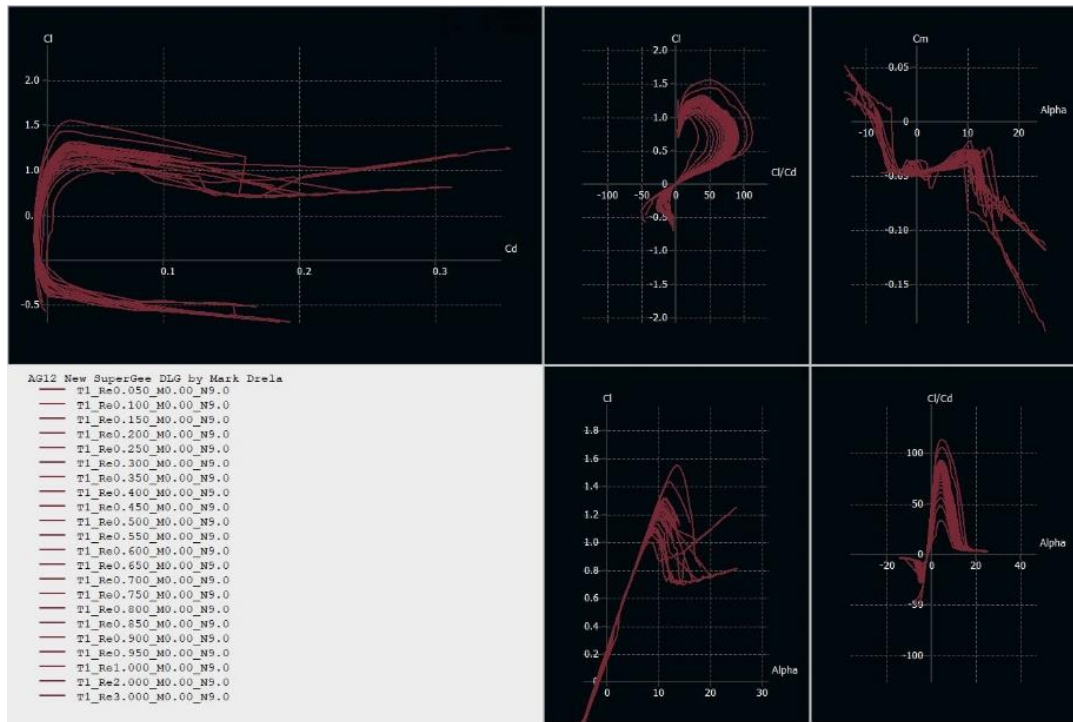 Cl
2.0
1.5
1.0
0.
-0.5
0.1
0.2
0.3
Cd
Cl
2.0
1.5
1.0
0.5
-0.5
-1.0
-1.5
-2.0
-100
-50
0
50
100
Cl/Cd
Cm
0.05
0
-0.05
-0.10
-0.15
Alpha
-10
0
10
20
AG12 New SuperGee DLG by Mark Drela
T1_Re0.050_M0.00_N9.0
T1_Re0.100_M0.00_N9.0
T1_Re0.150_M0.00_N9.0
T1_Re0.200_M0.00_N9.0
T1_Re0.250_M0.00_N9.0
T1_Re0.300_M0.00_N9.0
T1_Re0.350_M0.00_N9.0
T1_Re0.400_M0.00_N9.0
T1_Re0.450_M0.00_N9.0
T1_Re0.500_M0.00_N9.0
T1_Re0.550_M0.00_N9.0
T1_Re0.600_M0.00_N9.0
T1_Re0.650_M0.00_N9.0
T1_Re0.700_M0.00_N9.0
T1_Re0.750_M0.00_N9.0
T1_Re0.800_M0.00_N9.0
T1_Re0.850_M0.00_N9.0
T1_Re0.900_M0.00_N9.0
T1_Re0.950_M0.00_N9.0
T1_Re1.000_M0.00_N9.0
T1_Re2.000_M0.00_N9.0
T1_Re3.000_M0.00_N9.0
Cl
1.8
1.6
1.4
1.2
1.0
0.8
0.6
0.4
0.2
0
0
10
20
30
Alpha
Cl/Cd
100
50
0
-50
-100
-20
0
20
40
Alpha